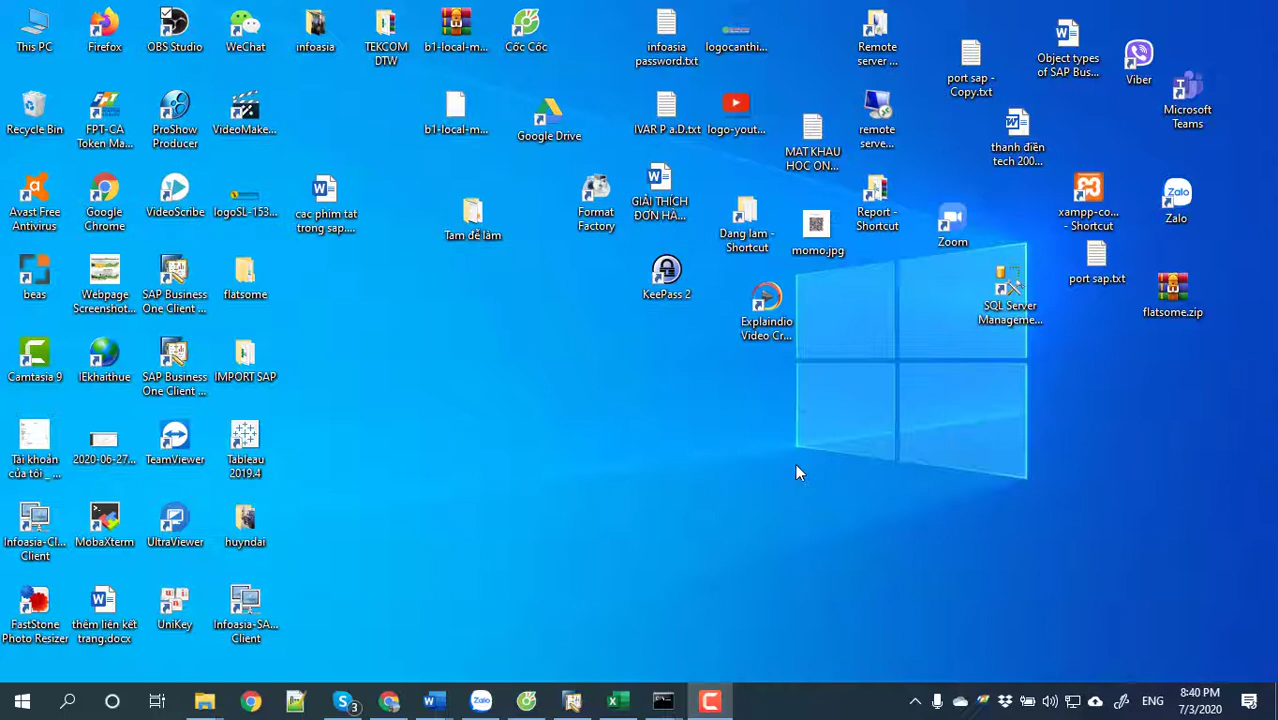 This PC
Firefox
OBS Studio
WeChat
infoasia
TEKCOM
DTW
b1-local-m...
Cốc Cốc
infoasia
password.txt
logocanthi...
Remote
server ...
port sap -
Copy.txt
Object types
of SAP Bus...
Viber
Microsoft
Teams
Recycle Bin
FPT-CA
Token Ma...
ProShow
Producer
VideoMake...
b1-local-m...
Google Drive
IVAR P a.D.txt
logo-yout...
MAT KHAU
HOC ON...
remote
serve...
thanh điền
tech 200...
Avast Free
Antivirus
Google
Chrome
VideoScribe
logoSL-153...
cac phim tat
trong sap....
Tam để làm
Format
Factory
GIẢI THÍCH
ĐƠN HÀ...
Dang lam -
Shortcut
momo.jpg
Report -
Shortcut
Zoom
xampp-co...
- Shortcut
Zalo
beas
Webpage
Screenshot...
SAP Business
One Client ...
flatsome
KeePass 2
Explaindio
Video Cr...
SQL Server
Manageme...
port sap.txt
flatsome.zip
Camtasia 9
IEkhaithue
SAP Business
One Client ...
IMPORT SAP
Tài khoản
của tôi _ ...
2020-06-27...
TeamViewer
Tableau
2019.4
Infoasia-Cl...
Client
MobaXterm
UltraViewer
huyndai
FastStone
Photo Resizer
thêm liên kết
trang.docx
UniKey
Infoasia-SA...
Client
3
ENG
8:40 PM
7/3/2020